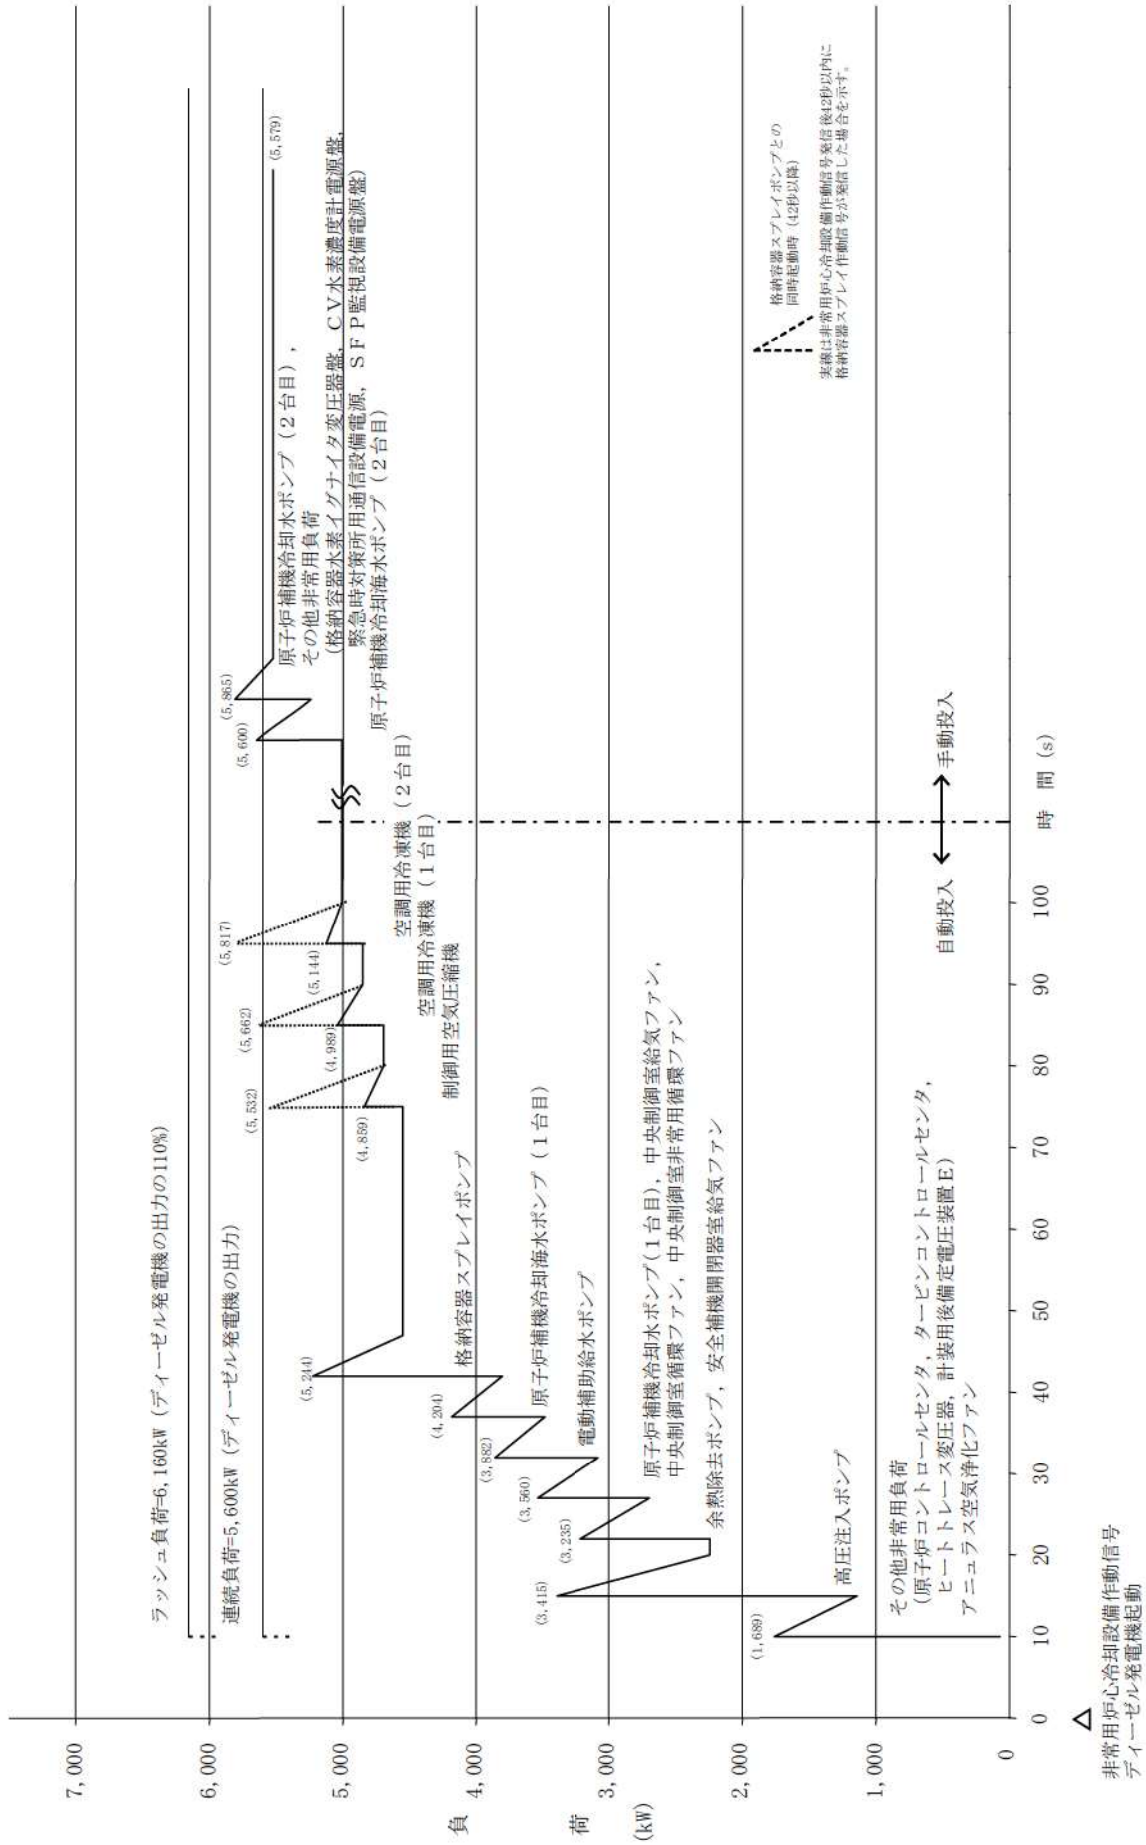 7,000
6,000
5,000
4,000
3,000
2,000
1,000
0
負
荷
(kW)
ラッシュ負荷=6,160kW（ディーゼル発電機の出力の110%）
連続負荷=5,600kW（ディーゼル発電機の出力）
(1,689)
(3,415)
(3,235)
(3,560)
(3,882)
(4,204)
(5,244)
(4,859)
(5,532)
(4,989)
(5,662)
(5,144)
(5,817)
(5,600)
(5,865)
(5,579)
原子炉補機冷却水ポンプ（２台目），
その他非常用負荷
(格納容器水素イグナイタ変圧器盤，ＣＶ水素濃度計電源盤，
緊急時対策所用通信設備電源，ＳＦＰ監視設備電源盤)
原子炉補機冷却海水ポンプ（２台目）
空調用冷凍機（２台目）
空調用冷凍機（１台目）
制御用空気圧縮機
格納容器スプレイポンプ
原子炉補機冷却海水ポンプ（１台目）
電動補助給水ポンプ
原子炉補機冷却水ポンプ(１台目)，中央制御室給気ファン，
中央制御室循環ファン，中央制御室非常用循環ファン
余熱除去ポンプ，安全補機開閉器室給気ファン
高圧注入ポンプ
その他非常用負荷
(原子炉コントロールセンタ，タービンコントロールセンタ，
ヒートトレース変圧器，計装用後備定電圧装置Ｅ)
アニュラス空気浄化ファン
格納容器スプレイポンプとの
同時起動時（42秒以降）
実線は非常用炉心冷却設備作動信号発信後42秒以内に
格納容器スプレイ作動信号が発信した場合を示す。
自動投入
手動投入
0
10
20
30
40
50
60
70
80
90
100
時 間（s）
非常用炉心冷却設備作動信号
ディーゼル発電機起動